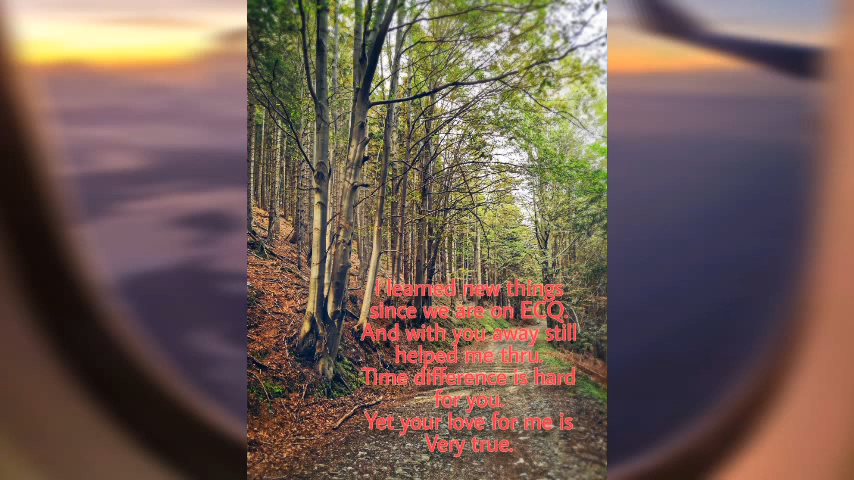 I learned new things
since we are on ECQ.
And with you away still
helped me thru.
Time difference is hard
for you.
Yet your love for me is
Very true.